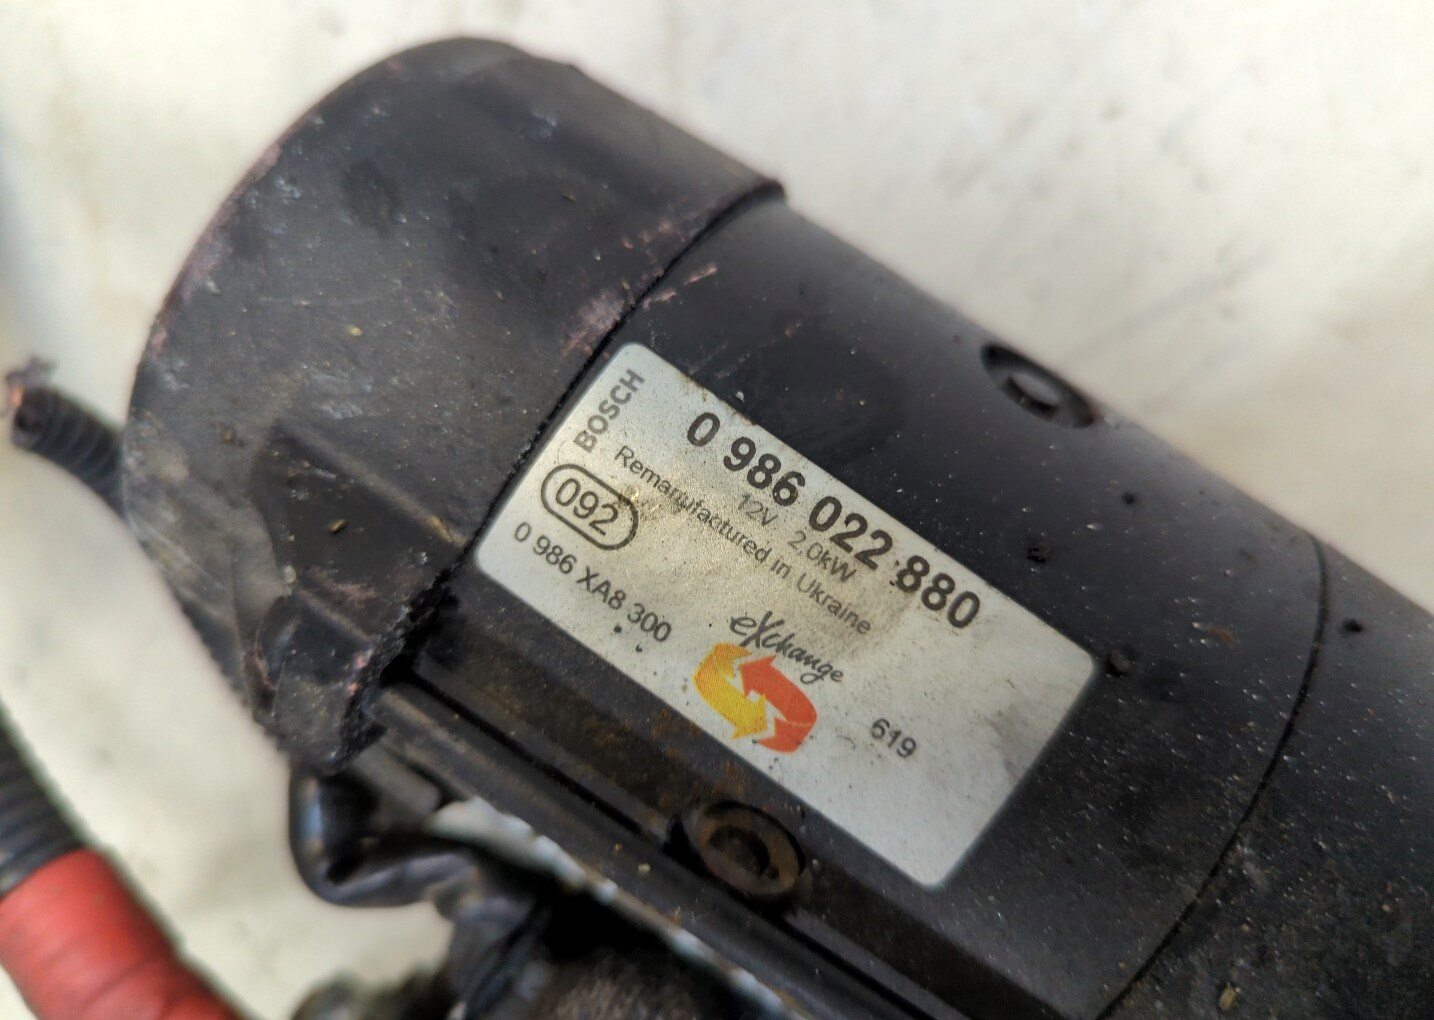 BOSCH
0 986 022 880
12V 2.0kW
Remanufactured in Ukraine
092
0 986 XA8 300
eXchange
619